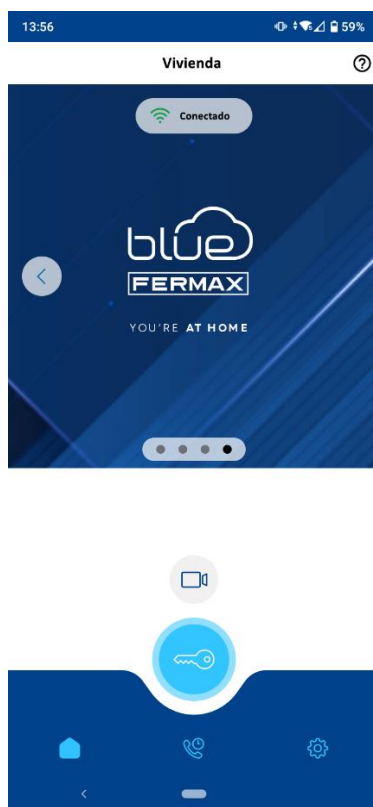 13:56
59%
Vivienda
Conectado
blue
FERMAX
YOU'RE AT HOME